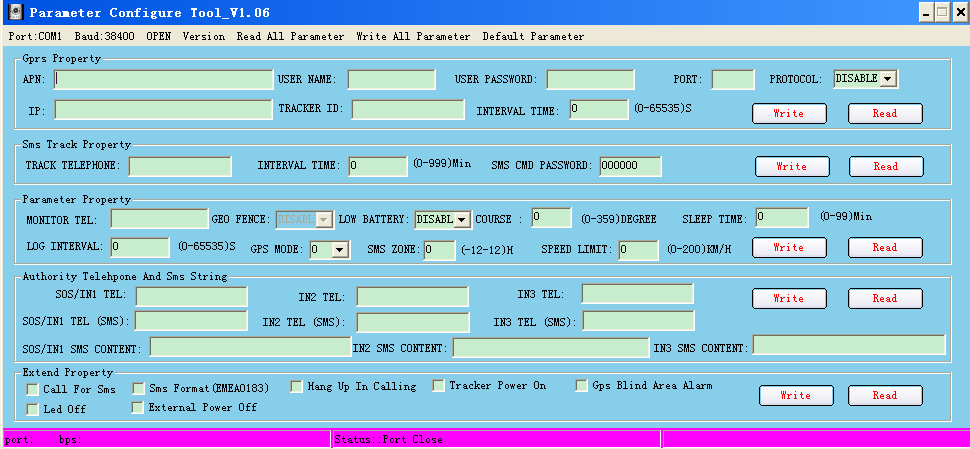 Parameter Configure Tool_V1.06
Port:COM1 Baud:38400 OPEN Version Read All Parameter Write All Parameter Default Parameter
Gprs Property
APN: USER NAME: USER PASSWORD: PORT: PROTOCOL: DISABLE
IP: TRACKER ID: INTERVAL TIME: 0 (0-65535)S Write Read
Sms Track Property
TRACK TELEPHONE: INTERVAL TIME: 0 (0-999)Min SMS CMD PASSWORD: 000000 Write Read
Parameter Property
MONITOR TEL: GEO FENCE: DISABL LOW BATTERY: DISABL COURSE : 0 (0-359)DEGREE SLEEP TIME: 0 (0-99)Min
LOG INTERVAL: 0 (0-65535)S GPS MODE: 0 SMS ZONE: 0 (-12-12)H SPEED LIMIT: 0 (0-200)KM/H Write Read
Authority Telehpone And Sms String
SOS/IN1 TEL: IN2 TEL: IN3 TEL: Write Read
SOS/IN1 TEL (SMS): IN2 TEL (SMS): IN3 TEL (SMS):
SOS/IN1 SMS CONTENT: IN2 SMS CONTENT: IN3 SMS CONTENT:
Extend Property
Call For Sms Sms Format(EMEA0183) Hang Up In Calling Tracker Power On Gps Blind Area Alarm Write Read
Led Off External Power Off
port: bps: Status::Port Close